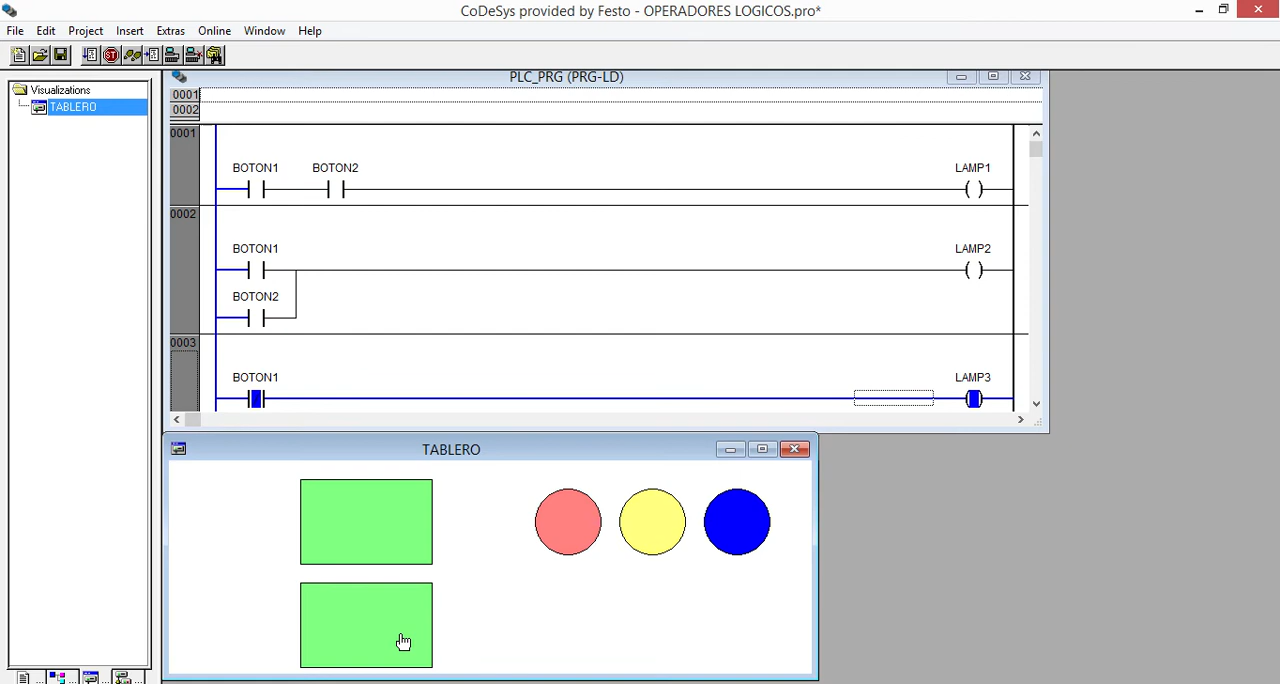 CoDeSys provided by Festo - OPERADORES LOGICOS.pro*
File Edit Project Insert Extras Online Window Help
Visualizations
TABLERO
PLC_PRG (PRG-LD)
0001
0002
0001
BOTON1 BOTON2 LAMP1
0002
BOTON1 LAMP2
BOTON2
0003
BOTON1 LAMP3
TABLERO